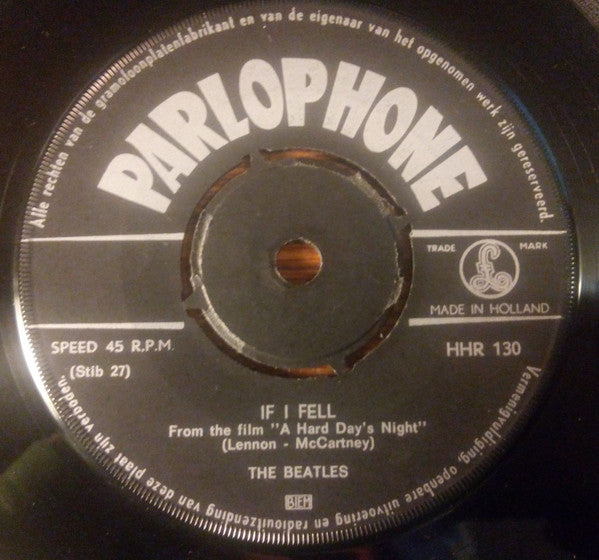 Alle rechten van de gramofoonplatenfabrikant en van de eigenaar van het opgenomen werk zijn gereserveerd.
PARLOPHONE
TRADE MARK
£
MADE IN HOLLAND
SPEED 45 R.P.M.
HHR 130
(Stib 27)
IF I FELL
From the film "A Hard Day's Night"
(Lennon - McCartney)
THE BEATLES
BIEM
Vermenigvuldiging, openbare uitvoering en radiouitzending van deze plaat zijn verboden.